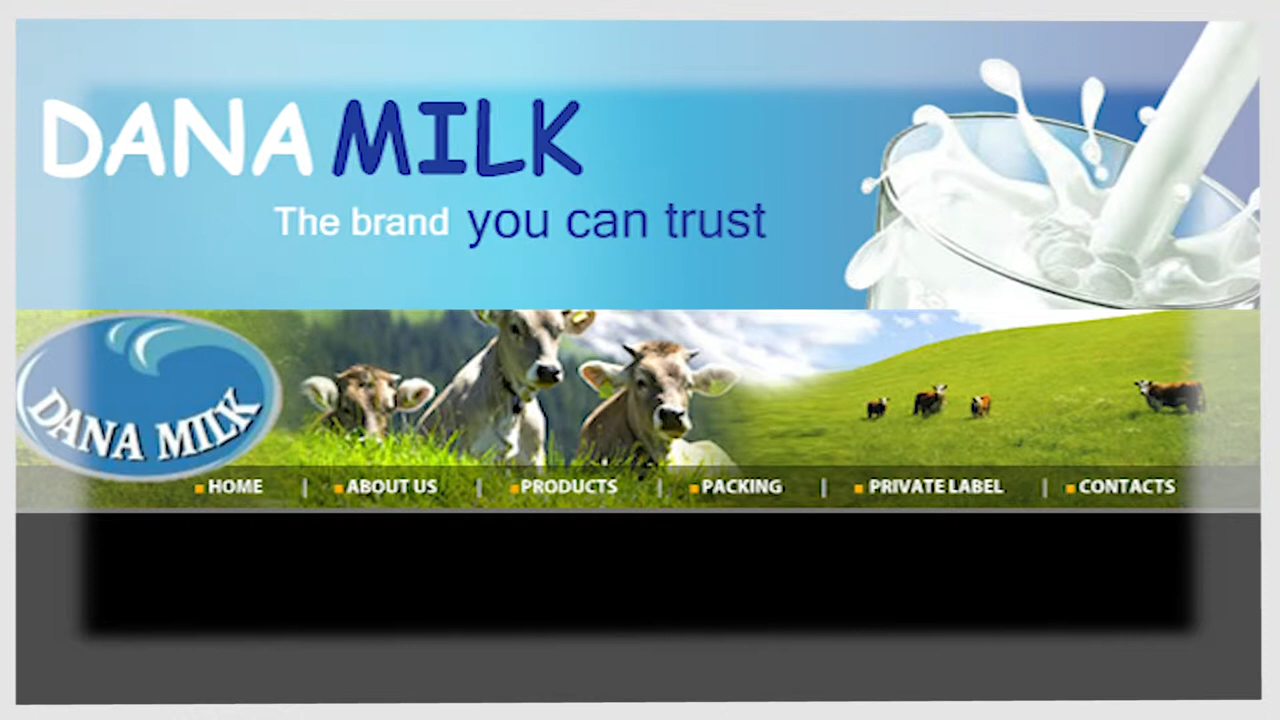 DANA MILK
The brand you can trust
DANA MILK
HOME | ABOUT US | PRODUCTS | PACKING | PRIVATE LABEL | CONTACTS